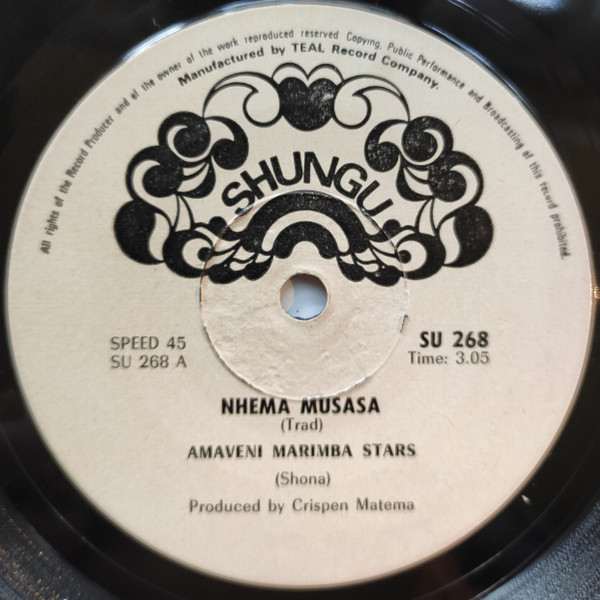 All rights of the Record Producer and of the owner of the work reproduced reserved Copying, Public Performance and Broadcasting of this record prohibited.
Manufactured by TEAL Record Company.
SHUNGU
SPEED 45
SU 268 A
SU 268
Time: 3.05
NHEMA MUSASA
(Trad)
AMAVENI MARIMBA STARS
(Shona)
Produced by Crispen Matema